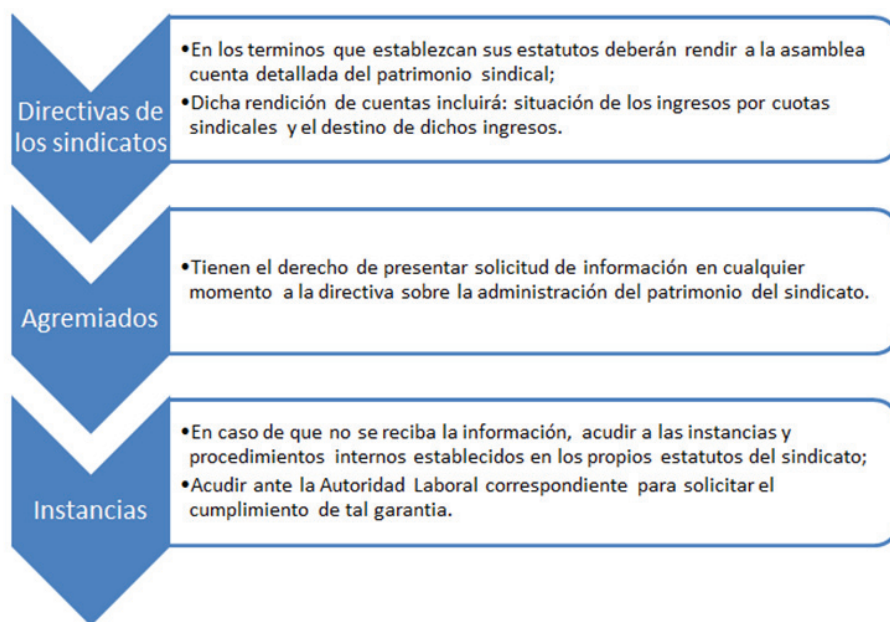 Directivas de
los sindicatos
•En los terminos que establezcan sus estatutos deberán rendir a la asamblea
cuenta detallada del patrimonio sindical;
•Dicha rendición de cuentas incluirá: situación de los ingresos por cuotas
sindicales y el destino de dichos ingresos.
Agremiados
•Tienen el derecho de presentar solicitud de información en cualquier
momento a la directiva sobre la administración del patrimonio del sindicato.
Instancias
•En caso de que no se reciba la información, acudir a las instancias y
procedimientos internos establecidos en los propios estatutos del sindicato;
•Acudir ante la Autoridad Laboral correspondiente para solicitar el
cumplimiento de tal garantia.